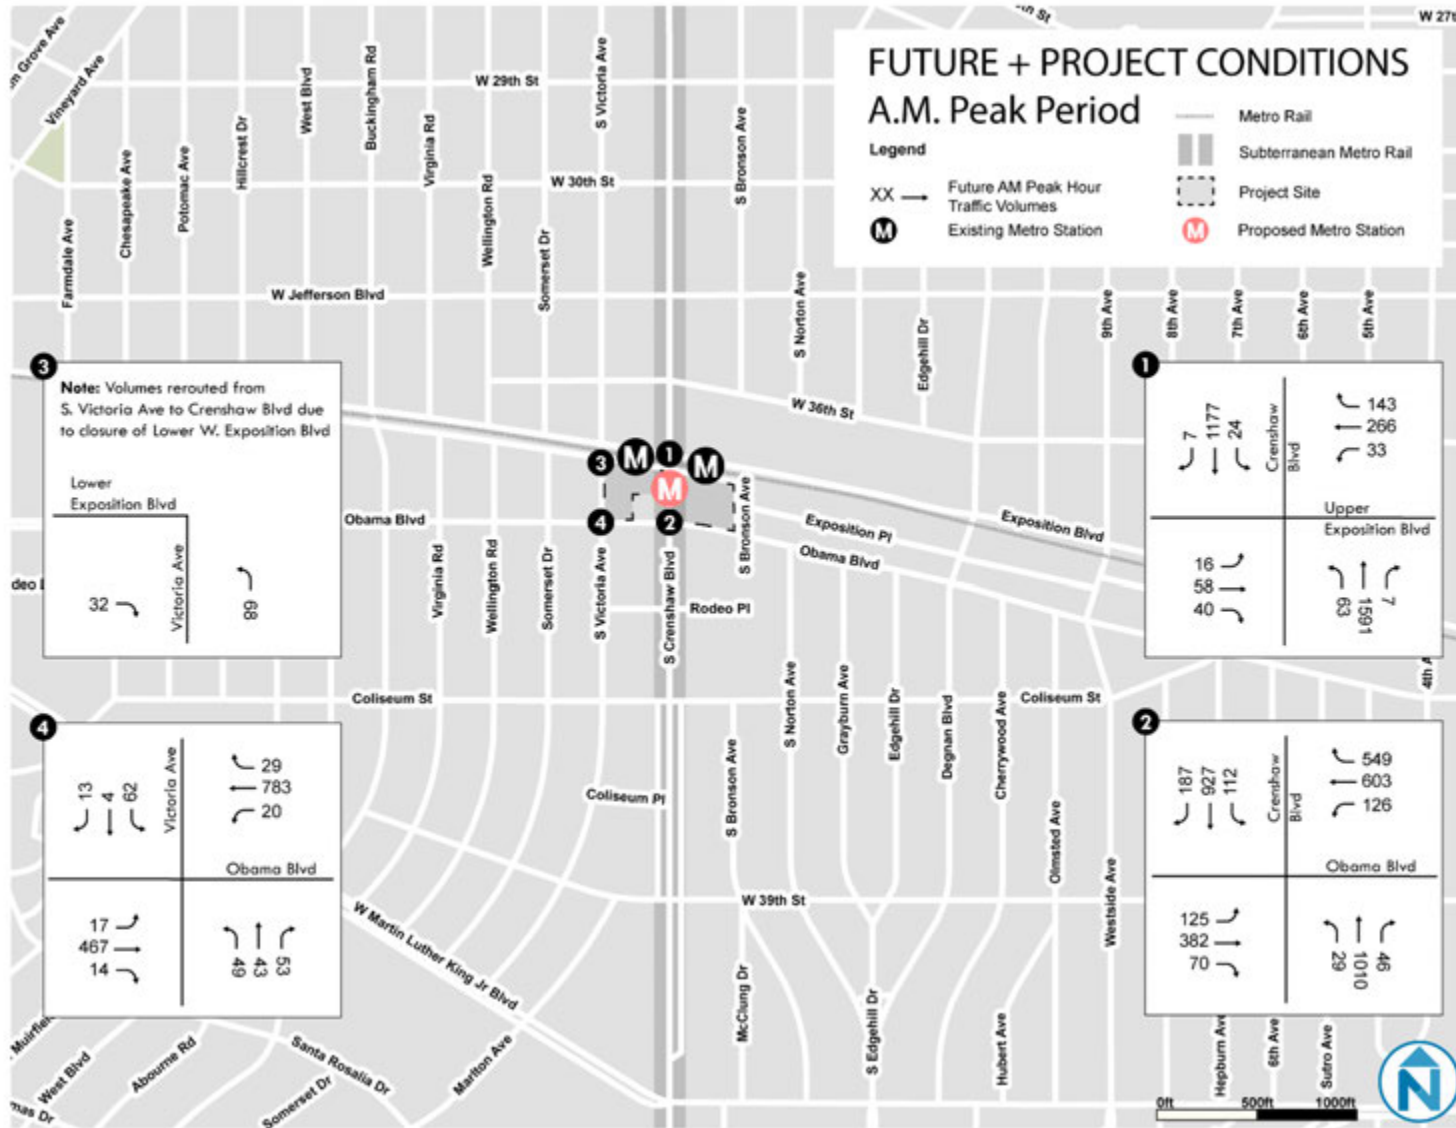 FUTURE + PROJECT CONDITIONS
A.M. Peak Period
Legend
XX
Future AM Peak Hour
Traffic Volumes
M
Existing Metro Station
Metro Rail
Subterranean Metro Rail
Project Site
M
Proposed Metro Station
W 27t
Grove Ave
Vineyard Ave
Farmdale Ave
Chesapeake Ave
Potomac Ave
Hillcrest Dr
West Blvd
Buckingham Rd
Virginia Rd
Wellington Rd
Somerset Dr
S Victoria Ave
S Bronson Ave
W 29th St
W 30th St
W Jefferson Blvd
S Norton Ave
Edgehill Dr
9th Ave
8th Ave
7th Ave
6th Ave
5th Ave
W 36th St
3
Note: Volumes rerouted from
S. Victoria Ave to Crenshaw Blvd due
to closure of Lower W. Exposition Blvd
Lower
Exposition Blvd
Victoria Ave
32
68
1
7
1177
24
Crenshaw
Blvd
143
266
33
Upper
Exposition Blvd
16
58
40
63
1591
7
3
M
1
M
M
4
2
Obama Blvd
S Bronson Ave
Exposition Pl
Exposition Blvd
Obama Blvd
Virginia Rd
Wellington Rd
Somerset Dr
S Victoria Ave
S Crenshaw Blvd
Rodeo Pl
Coliseum St
S Norton Ave
Grayburn Ave
Edgehill Dr
Degnan Blvd
Cherrywood Ave
Coliseum St
4th A
4
13
4
62
Victoria Ave
29
783
20
Obama Blvd
17
467
14
49
43
53
2
187
927
112
Crenshaw
Blvd
549
603
126
Obama Blvd
125
382
70
29
1010
46
Coliseum Pl
S Bronson Ave
Olmsted Ave
Westside Ave
W 39th St
W Martin Luther King Jr Blvd
McClung Dr
S Edgehill Dr
Hubert Ave
Hepburn Ave
6th Ave
Sutro Ave
West Blvd
Abourne Rd
Santa Rosalia Dr
Somerset Dr
Marlton Ave
0ft
500ft
1000ft
N